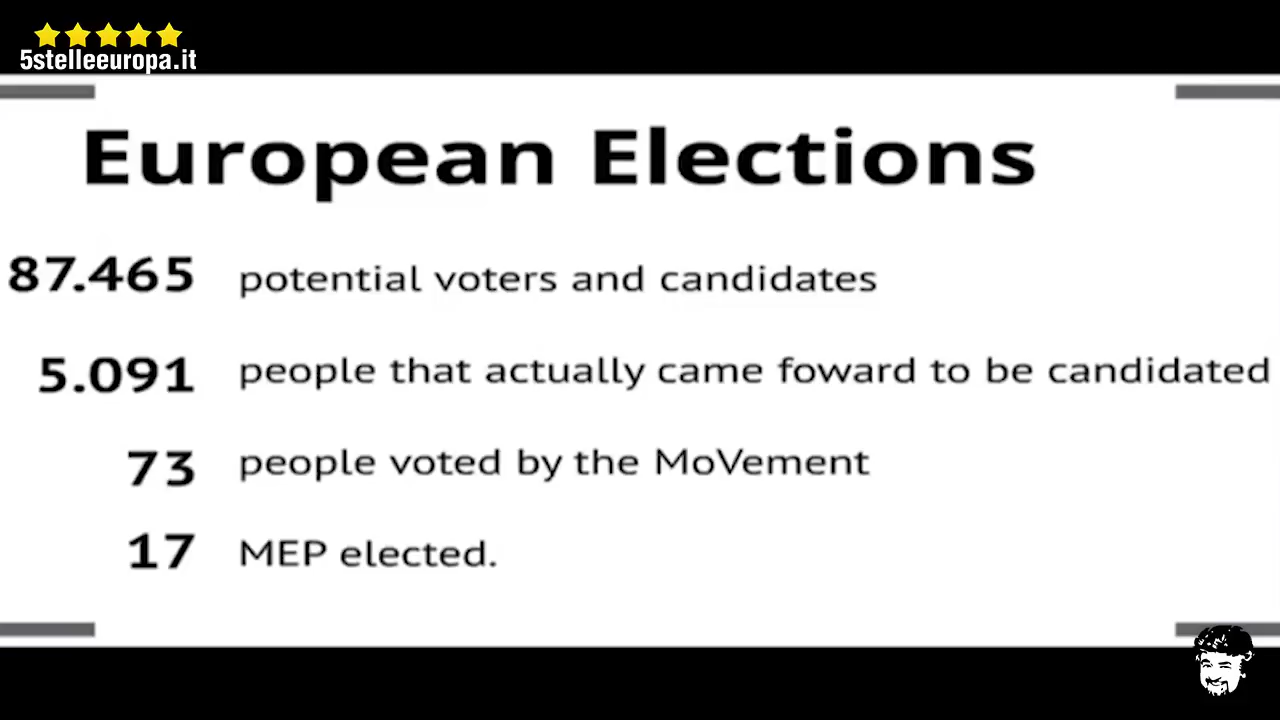 5stelleeuropa.it
European Elections
87.465 potential voters and candidates
5.091 people that actually came foward to be candidated
73 people voted by the MoVement
17 MEP elected.